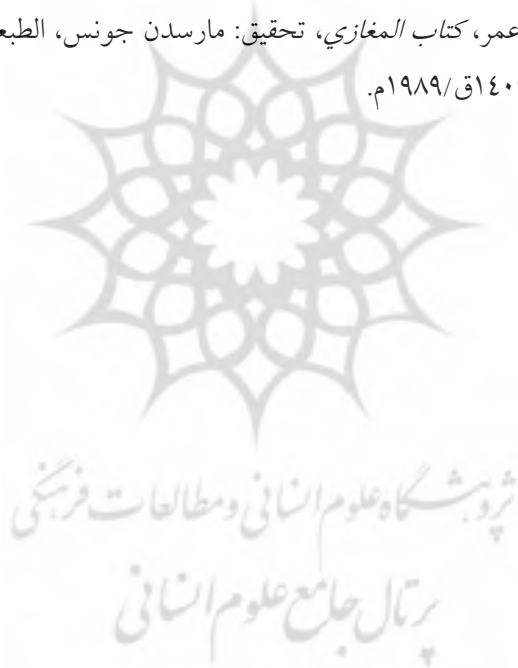 عمر، كتاب المغازي، تحقيق: مارسدن جونس، الطبع
١٤٠ق/١٩٨٩م.
پژوهشگاه علوم انسانی و مطالعات فرهنگی
پرتال جامع علوم انسانی